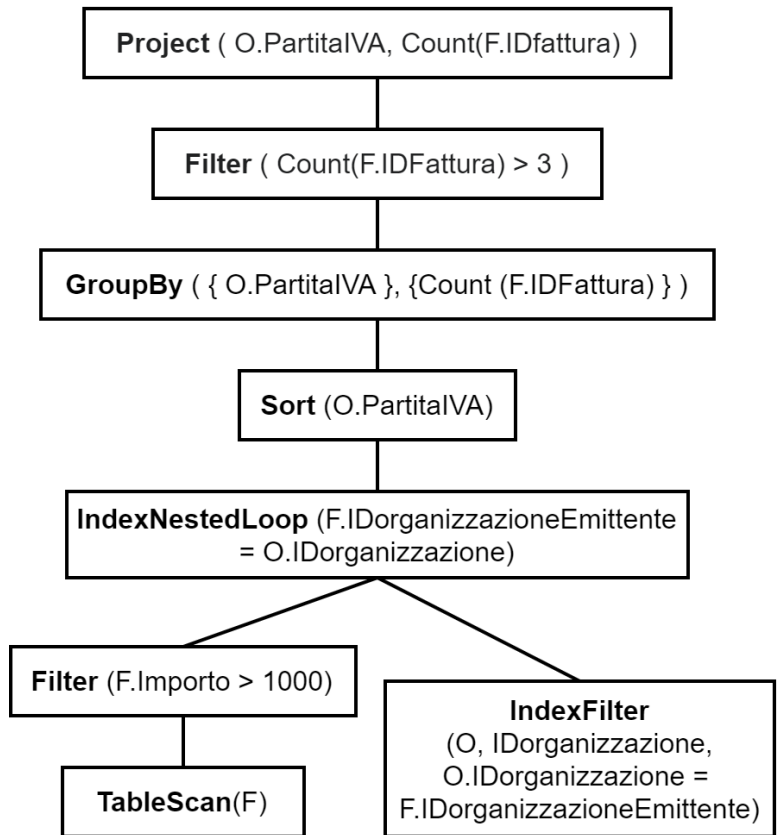 Project ( O.PartitaIVA, Count(F.IDfattura) )
Filter ( Count(F.IDFattura) > 3 )
GroupBy ( { O.PartitaIVA }, {Count (F.IDFattura) } )
Sort (O.PartitaIVA)
IndexNestedLoop (F.IDorganizzazioneEmittente
= O.IDorganizzazione)
Filter (F.Importo > 1000)
TableScan(F)
IndexFilter
(O, IDorganizzazione,
O.IDorganizzazione =
F.IDorganizzazioneEmittente)